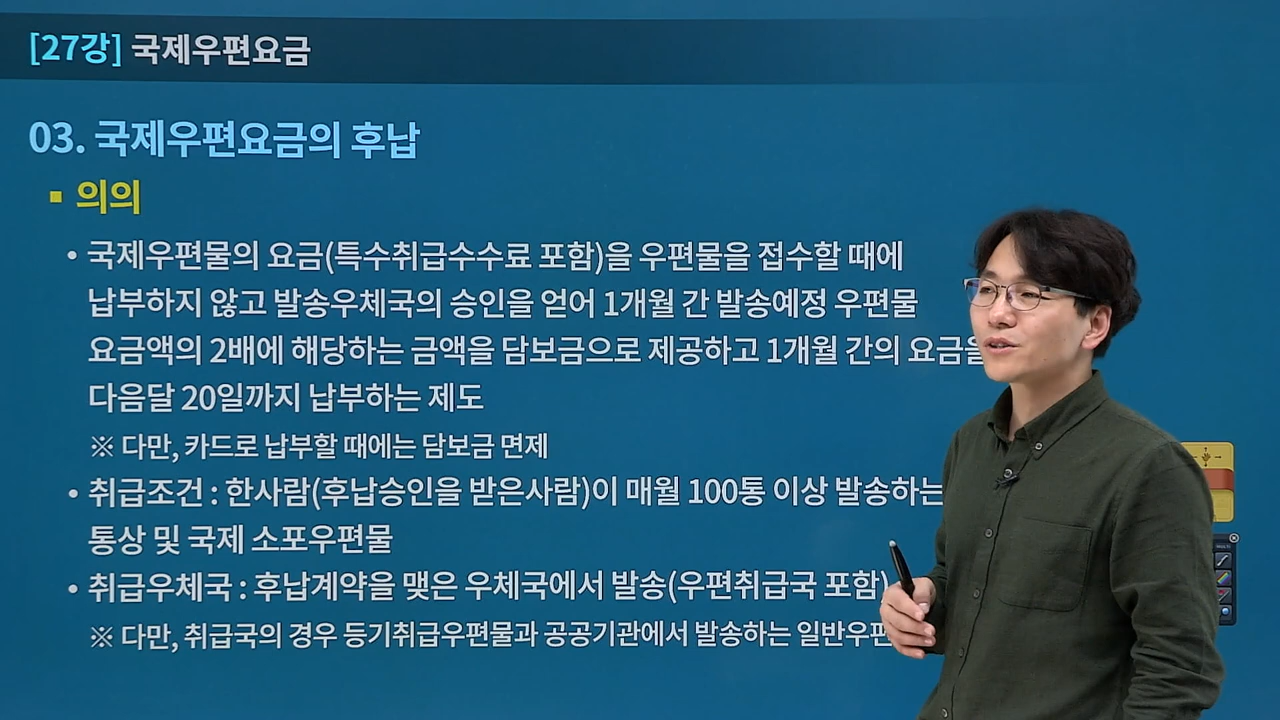 [27강] 국제우편요금
03. 국제우편요금의 후납
▪ 의의
• 국제우편물의 요금(특수취급수수료 포함)을 우편물을 접수할 때에
납부하지 않고 발송우체국의 승인을 얻어 1개월 간 발송예정 우편물
요금액의 2배에 해당하는 금액을 담보금으로 제공하고 1개월 간의 요금을
다음달 20일까지 납부하는 제도
※ 다만, 카드로 납부할 때에는 담보금 면제
• 취급조건 : 한사람(후납승인을 받은사람)이 매월 100통 이상 발송하는
통상 및 국제 소포우편물
• 취급우체국 : 후납계약을 맺은 우체국에서 발송(우편취급국 포함)
※ 다만, 취급국의 경우 등기취급우편물과 공공기관에서 발송하는